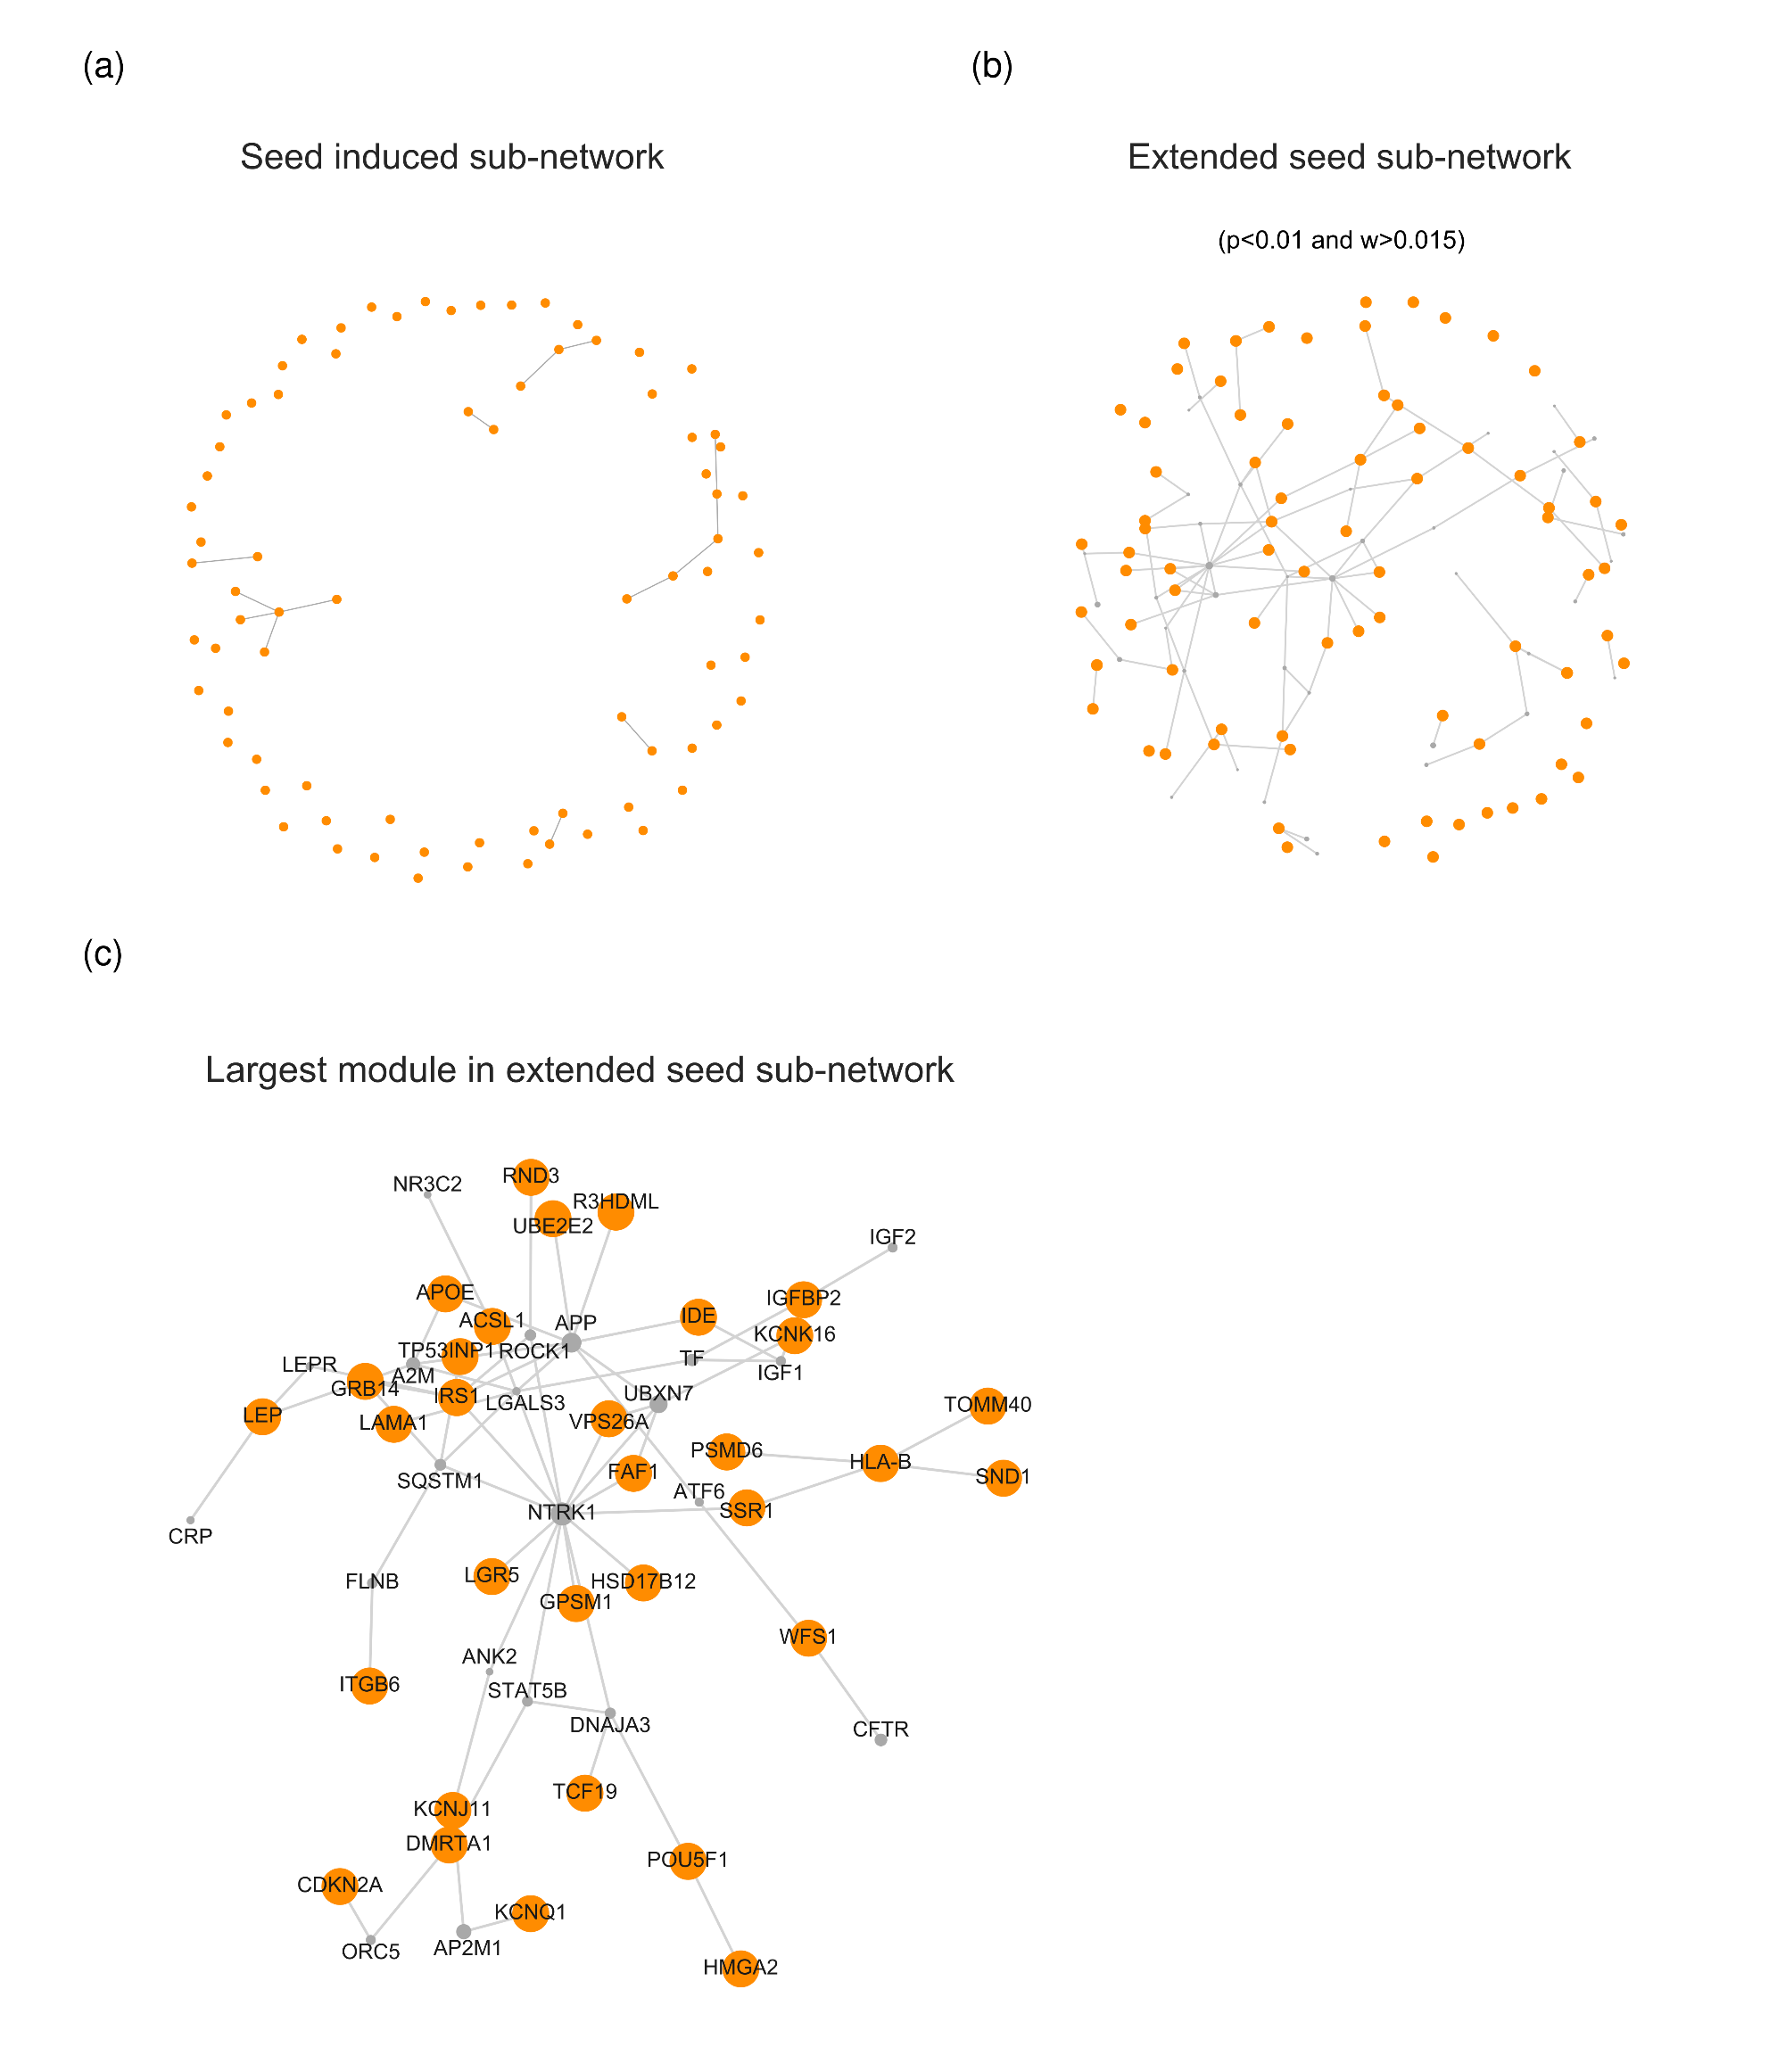 (a)
(b)
Seed induced sub-network
Extended seed sub-network
(p<0.01 and w>0.015)
(c)
Largest module in extended seed sub-network
RND3
NR3C2
R3HDML
UBE2E2
IGF2
APOE
IGFBP2
ACSL1
APP
IDE
KCNK16
TP53INP1
ROCK1
LEPR
TF
A2M
IGF1
GRB14
IRS1
LGALS3
UBXN7
TOMM40
LEP
LAMA1
VPS26A
PSMD6
HLA-B
SQSTM1
FAF1
SND1
ATF6
NTRK1
SSR1
CRP
LGR5
HSD17B12
FLNB
GPSM1
WFS1
ANK2
ITGB6
STAT5B
DNAJA3
CFTR
TCF19
KCNJ11
DMRTA1
POU5F1
CDKN2A
KCNQ1
ORC5
AP2M1
HMGA2